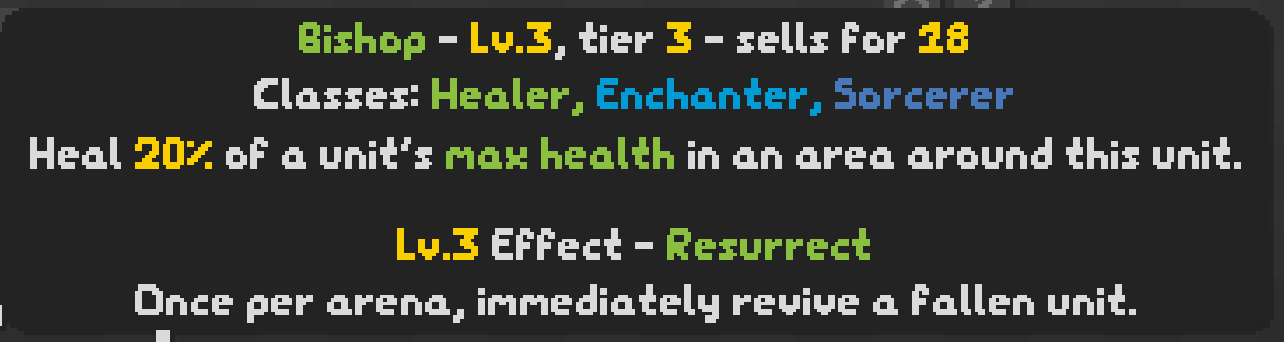 Bishop - Lv.3, tier 3 - sells for 18
Classes: Healer, Enchanter, Sorcerer
Heal 20% of a unit's max health in an area around this unit.
Lv.3 Effect - Resurrect
Once per arena, immediately revive a fallen unit.